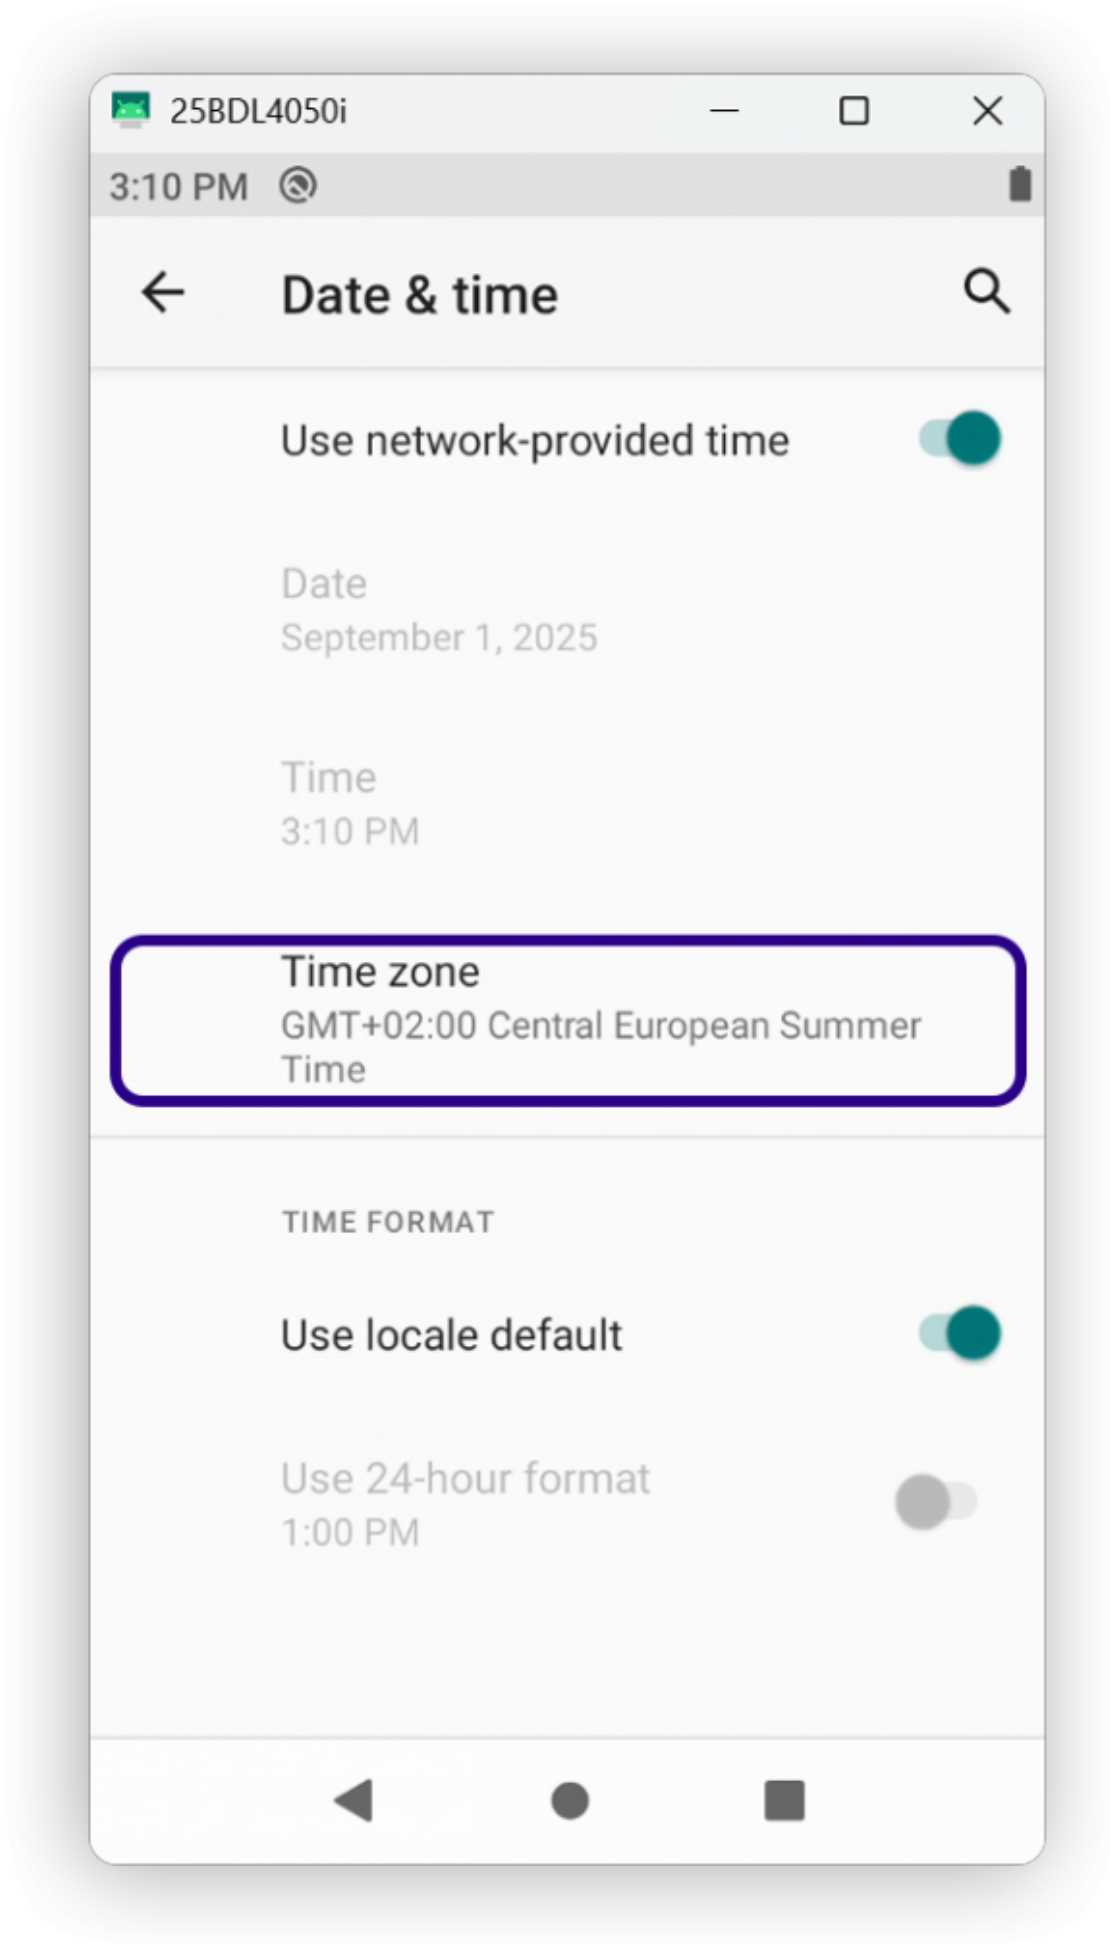 25BDL4050i
3:10 PM
Date & time
Use network-provided time
Date
September 1, 2025
Time
3:10 PM
Time zone
GMT+02:00 Central European Summer
Time
TIME FORMAT
Use locale default
Use 24-hour format
1:00 PM